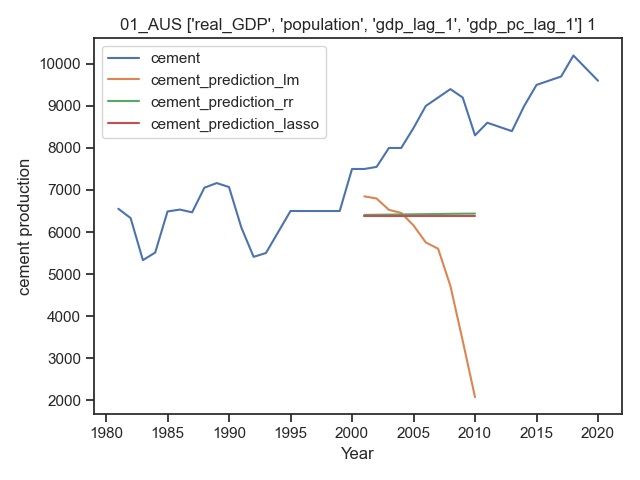 01_AUS ['real_GDP', 'population', 'gdp_lag_1', 'gdp_pc_lag_1'] 1
cement
cement_prediction_lm
cement_prediction_rr
cement_prediction_lasso
cement production
10000
9000
8000
7000
6000
5000
4000
3000
2000
1980 1985 1990 1995 2000 2005 2010 2015 2020
Year